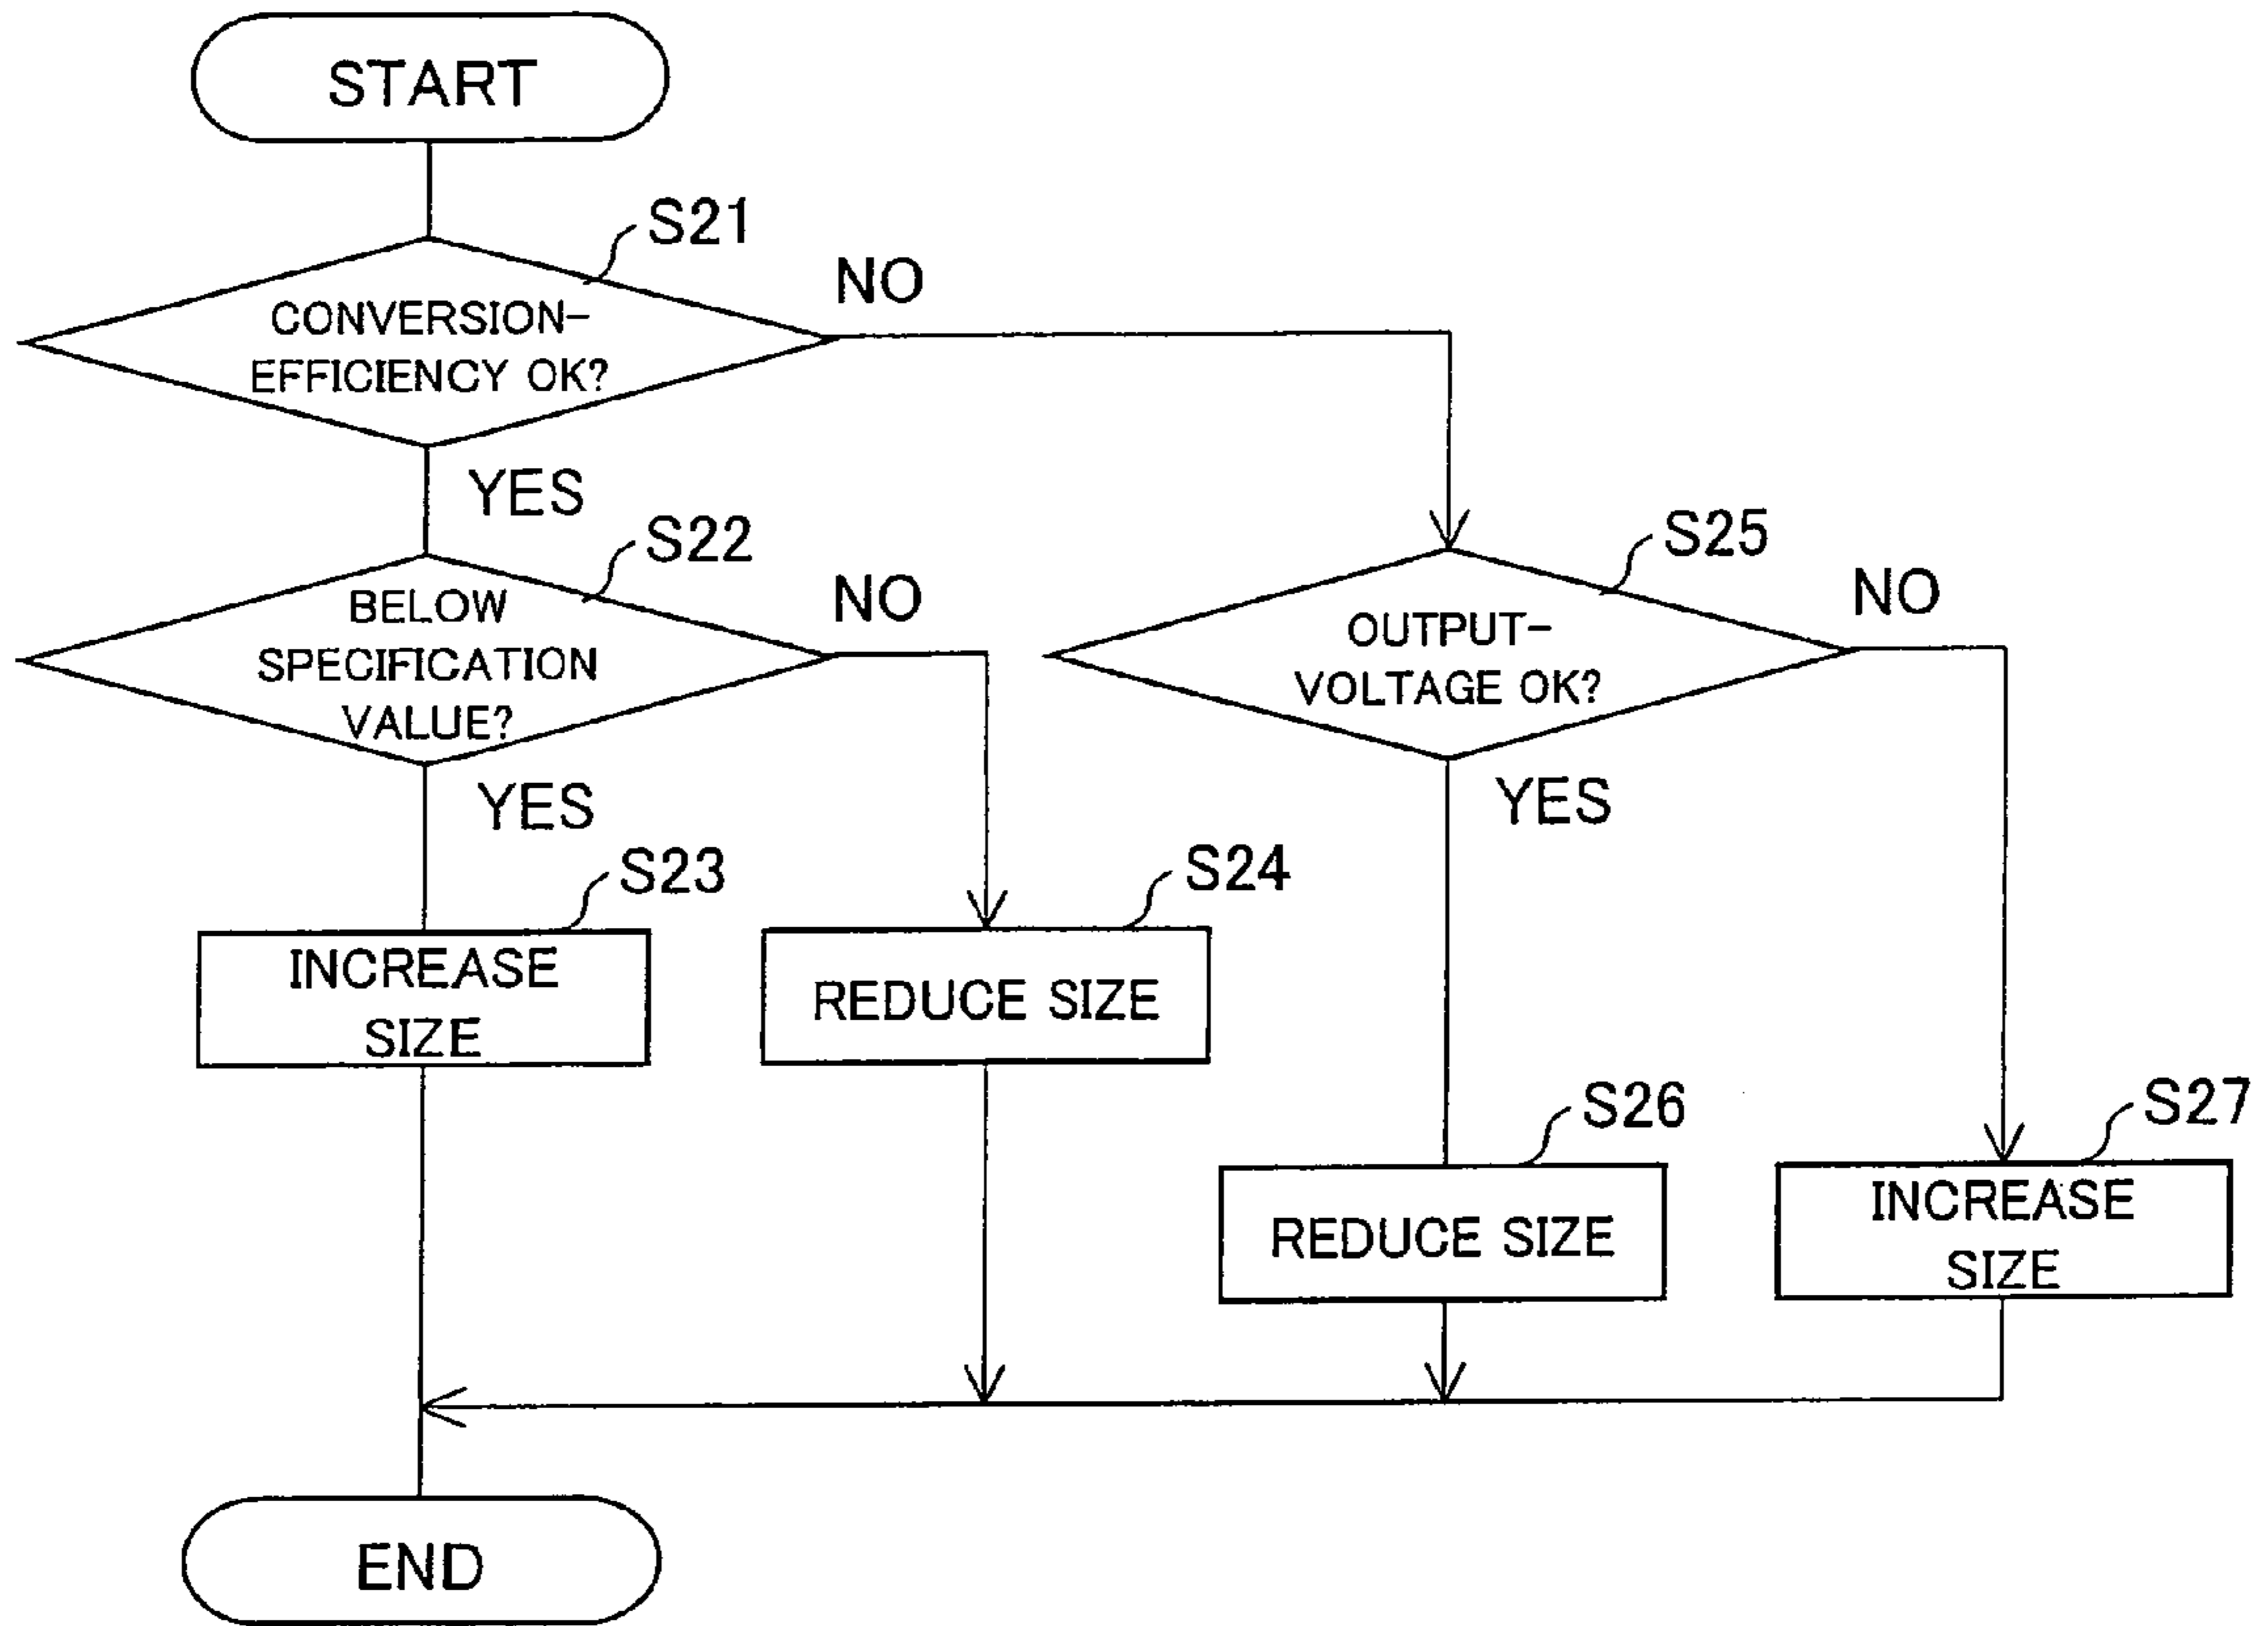 START
S21
NO
CONVERSION-
EFFICIENCY OK?
YES
S22
NO
BELOW
SPECIFICATION
VALUE?
YES
S25
NO
OUTPUT-
VOLTAGE OK?
YES
S23
INCREASE
SIZE
S24
REDUCE SIZE
S26
REDUCE SIZE
S27
INCREASE
SIZE
END